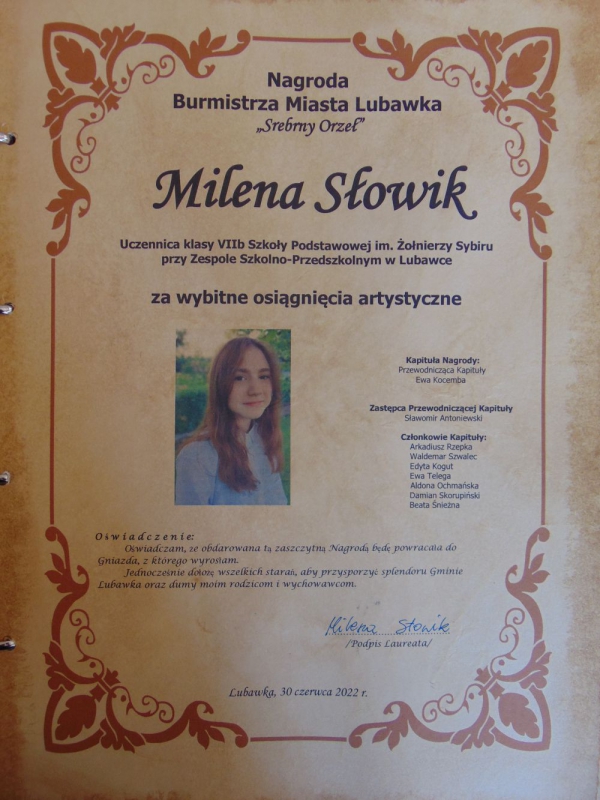 Nagroda
Burmistrza Miasta Lubawka
„Srebrny Orzeł”
Milena Słowik
Uczennica klasy VIIb Szkoły Podstawowej im. Żołnierzy Sybiru
przy Zespole Szkolno-Przedszkolnym w Lubawce
za wybitne osiągnięcia artystyczne
Kapituła Nagrody:
Przewodnicząca Kapituły
Ewa Kocemba
Zastępca Przewodniczącej Kapituły
Sławomir Antoniewski
Członkowie Kapituły:
Arkadiusz Rzepka
Waldemar Szwalec
Edyta Kogut
Ewa Telega
Aldona Ochmańska
Damian Skorupiński
Beata Śnieżna
Oświadczenie:
Oświadczam, że obdarowana tą zaszczytną Nagrodą będę powracała do
Gniazda, z którego wyrosłam.
Jednocześnie dołożę wszelkich starań, aby przysporzyć splendoru Gminie
Lubawka oraz dumy moim rodzicom i wychowawcom.
Milena Słowik
/Podpis Laureata/
Lubawka, 30 czerwca 2022 r.